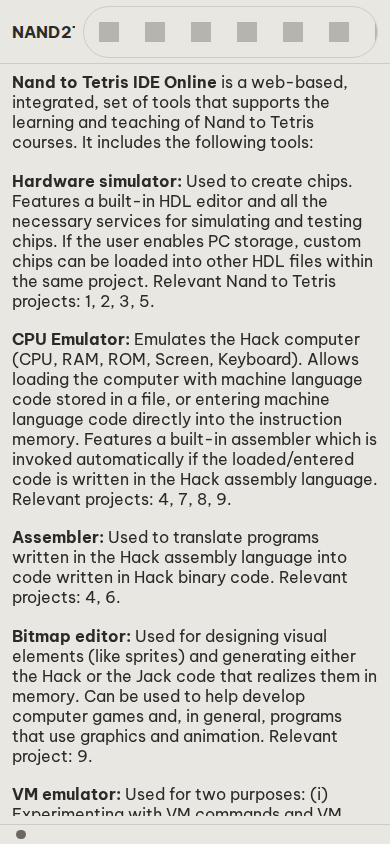 NAND2T
Nand to Tetris IDE Online is a web-based,
integrated, set of tools that supports the
learning and teaching of Nand to Tetris
courses. It includes the following tools:
Hardware simulator: Used to create chips.
Features a built-in HDL editor and all the
necessary services for simulating and testing
chips. If the user enables PC storage, custom
chips can be loaded into other HDL files within
the same project. Relevant Nand to Tetris
projects: 1, 2, 3, 5.
CPU Emulator: Emulates the Hack computer
(CPU, RAM, ROM, Screen, Keyboard). Allows
loading the computer with machine language
code stored in a file, or entering machine
language code directly into the instruction
memory. Features a built-in assembler which is
invoked automatically if the loaded/entered
code is written in the Hack assembly language.
Relevant projects: 4, 7, 8, 9.
Assembler: Used to translate programs
written in the Hack assembly language into
code written in Hack binary code. Relevant
projects: 4, 6.
Bitmap editor: Used for designing visual
elements (like sprites) and generating either
the Hack or the Jack code that realizes them in
memory. Can be used to help develop
computer games and, in general, programs
that use graphics and animation. Relevant
project: 9.
VM emulator: Used for two purposes: (i)
Experimenting with VM commands and VM